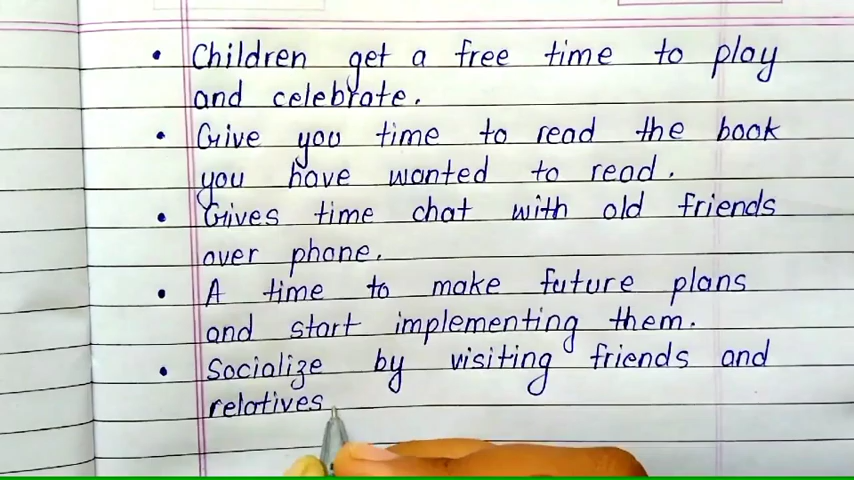 • Children get a free time to play
and celebrate.
• Give you time to read the book
you have wanted to read.
• Gives time chat with old friends
over phone.
• A time to make future plans
and start implementing them.
• Socialize by visiting friends and
relatives